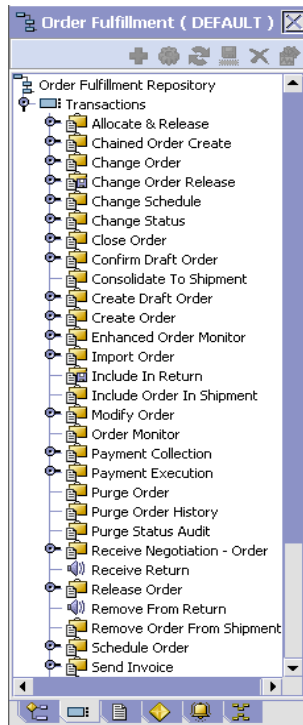 Order Fulfillment ( DEFAULT )
Order Fulfillment Repository
Transactions
Allocate & Release
Chained Order Create
Change Order
Change Order Release
Change Schedule
Change Status
Close Order
Confirm Draft Order
Consolidate To Shipment
Create Draft Order
Create Order
Enhanced Order Monitor
Import Order
Include In Return
Include Order In Shipment
Modify Order
Order Monitor
Payment Collection
Payment Execution
Purge Order
Purge Order History
Purge Status Audit
Receive Negotiation - Order
Receive Return
Release Order
Remove From Return
Remove Order From Shipment
Schedule Order
Send Invoice